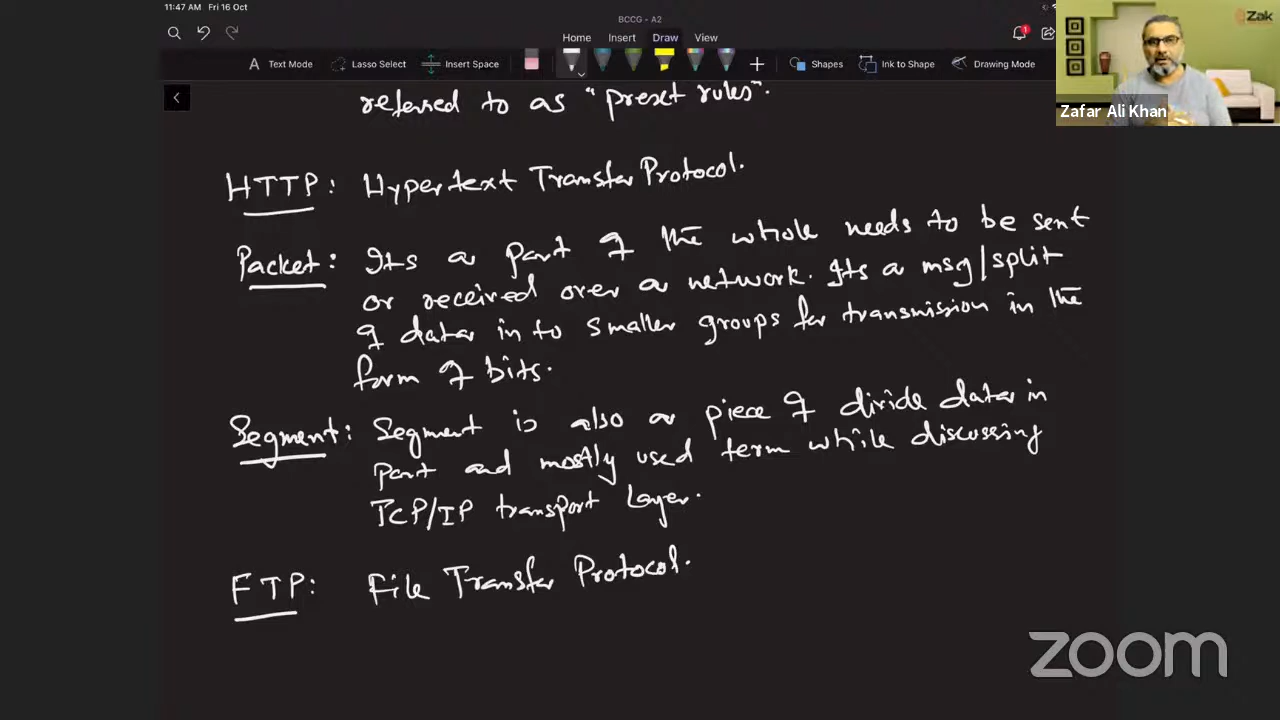 11:47 AM Fri 16 Oct
BCCG - A2
Home Insert Draw View
1
Text Mode Lasso Select Insert Space Shapes Ink to Shape Drawing Mode
Zak
Zafar Ali Khan
referred to as "preset rules".
HTTP: Hypertext Transfer Protocol.
Packet: Its a part of the whole needs to be sent
or received over a network. Its a msg/split
of data in to smaller groups for transmission in the
form of bits.
Segment: Segment is also a piece of divide data in
part and mostly used term while discussing
TCP/IP transport Layer.
FTP: File Transfer Protocol.
zoom